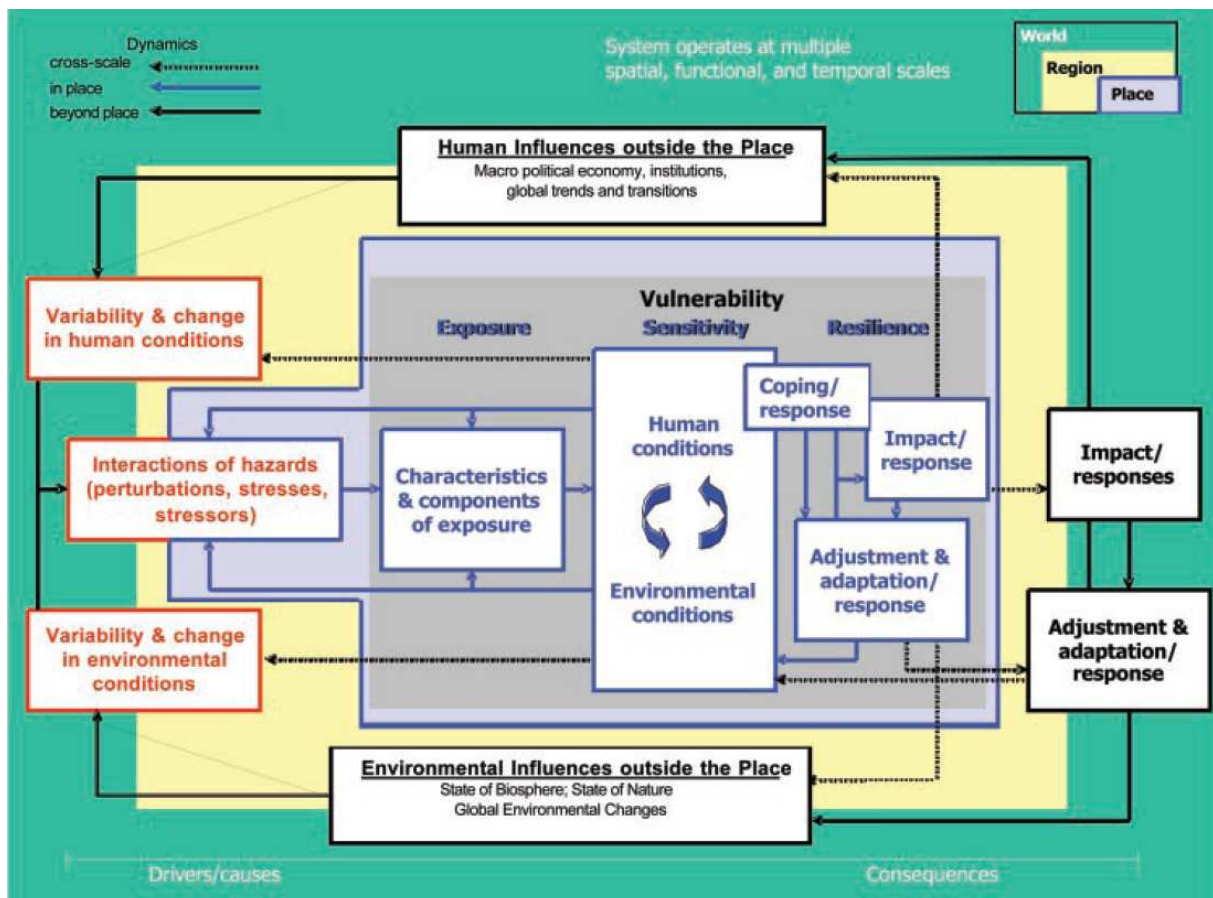 Dynamics
cross-scale
in place
beyond place
System operates at multiple
spatial, functional, and temporal scales
World
Region
Place
Human Influences outside the Place
Macro political economy, institutions,
global trends and transitions
Variability & change
in human conditions
Vulnerability
Exposure
Sensitivity
Resilience
Coping/
response
Human
conditions
Impact/
response
Impact/
responses
Interactions of hazards
(perturbations, stresses,
stressors)
Characteristics
& components
of exposure
Adjustment &
adaptation/
response
Environmental
conditions
Variability & change
in environmental
conditions
Adjustment &
adaptation/
response
Environmental Influences outside the Place
State of Biosphere; State of Nature
Global Environmental Changes
Drivers/causes
Consequences